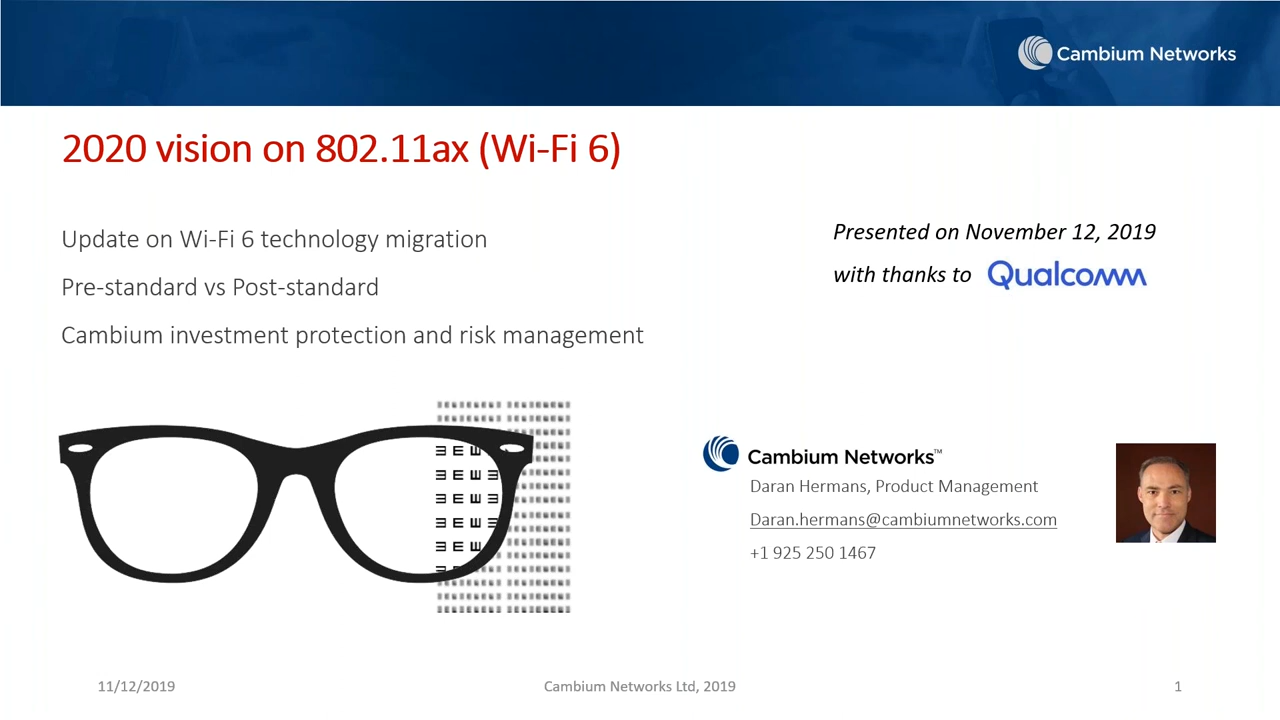 Cambium Networks
2020 vision on 802.11ax (Wi-Fi 6)
Update on Wi-Fi 6 technology migration
Pre-standard vs Post-standard
Cambium investment protection and risk management
Presented on November 12, 2019
with thanks to Qualcomm
Cambium Networks™
Daran Hermans, Product Management
Daran.hermans@cambiumnetworks.com
+1 925 250 1467
11/12/2019
Cambium Networks Ltd, 2019
1